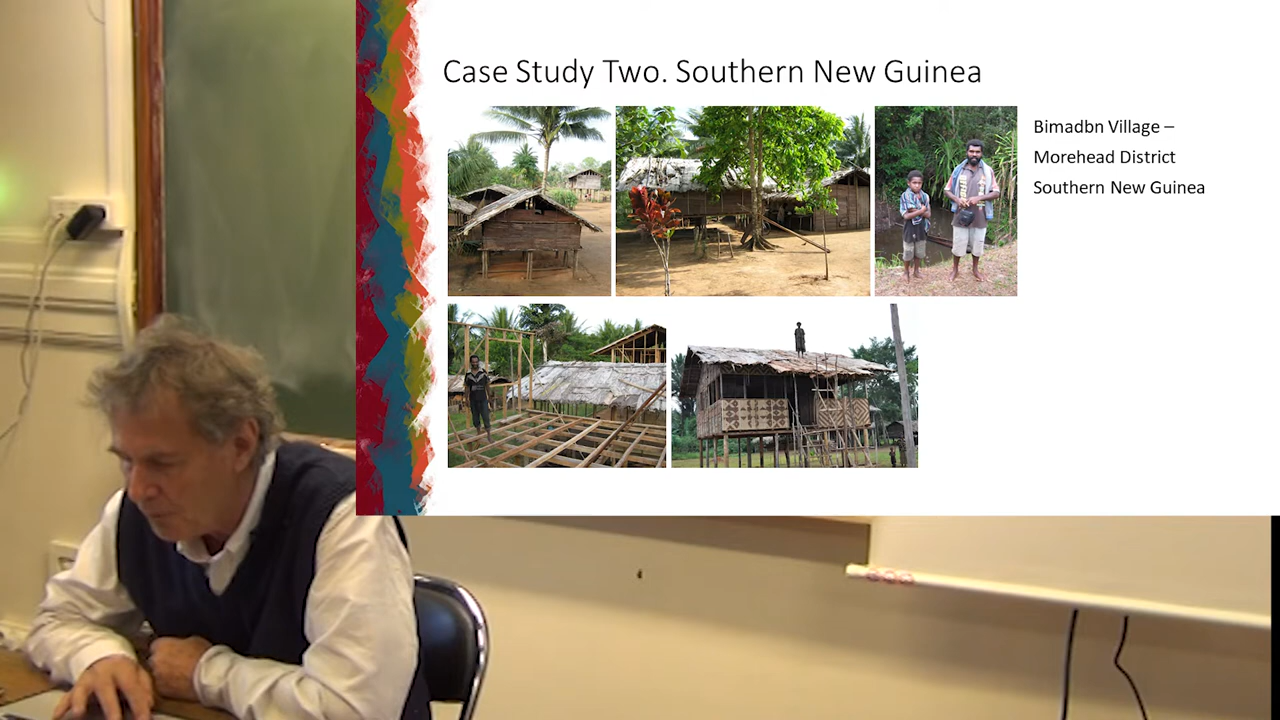 Case Study Two. Southern New Guinea
Bimadbn Village –
Morehead District
Southern New Guinea